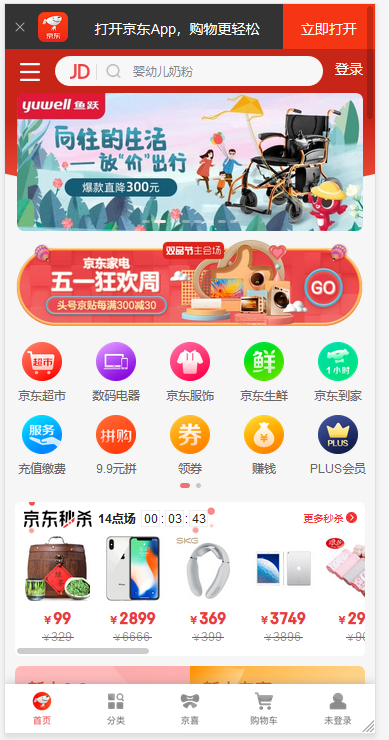 京东
打开京东App，购物更轻松
立即打开
JD 婴幼儿奶粉
登录
yuwell 鱼跃
向往的生活
——放“价”出行
爆款直降300元
双品节主会场
京东家电
五一狂欢周
头号京贴每满300减30
GO
超市 鲜 1小时
京东超市 数码电器 京东服饰 京东生鲜 京东到家
服务 拼购 券 ¥ PLUS
充值缴费 9.9元拼 领券 赚钱 PLUS会员
京东秒杀 14点场 00 : 03 : 43 更多秒杀
SKG
¥99 ¥2899 ¥369 ¥3749
¥329 ¥6666 ¥399 ¥3896
首页 分类 京喜 购物车 未登录